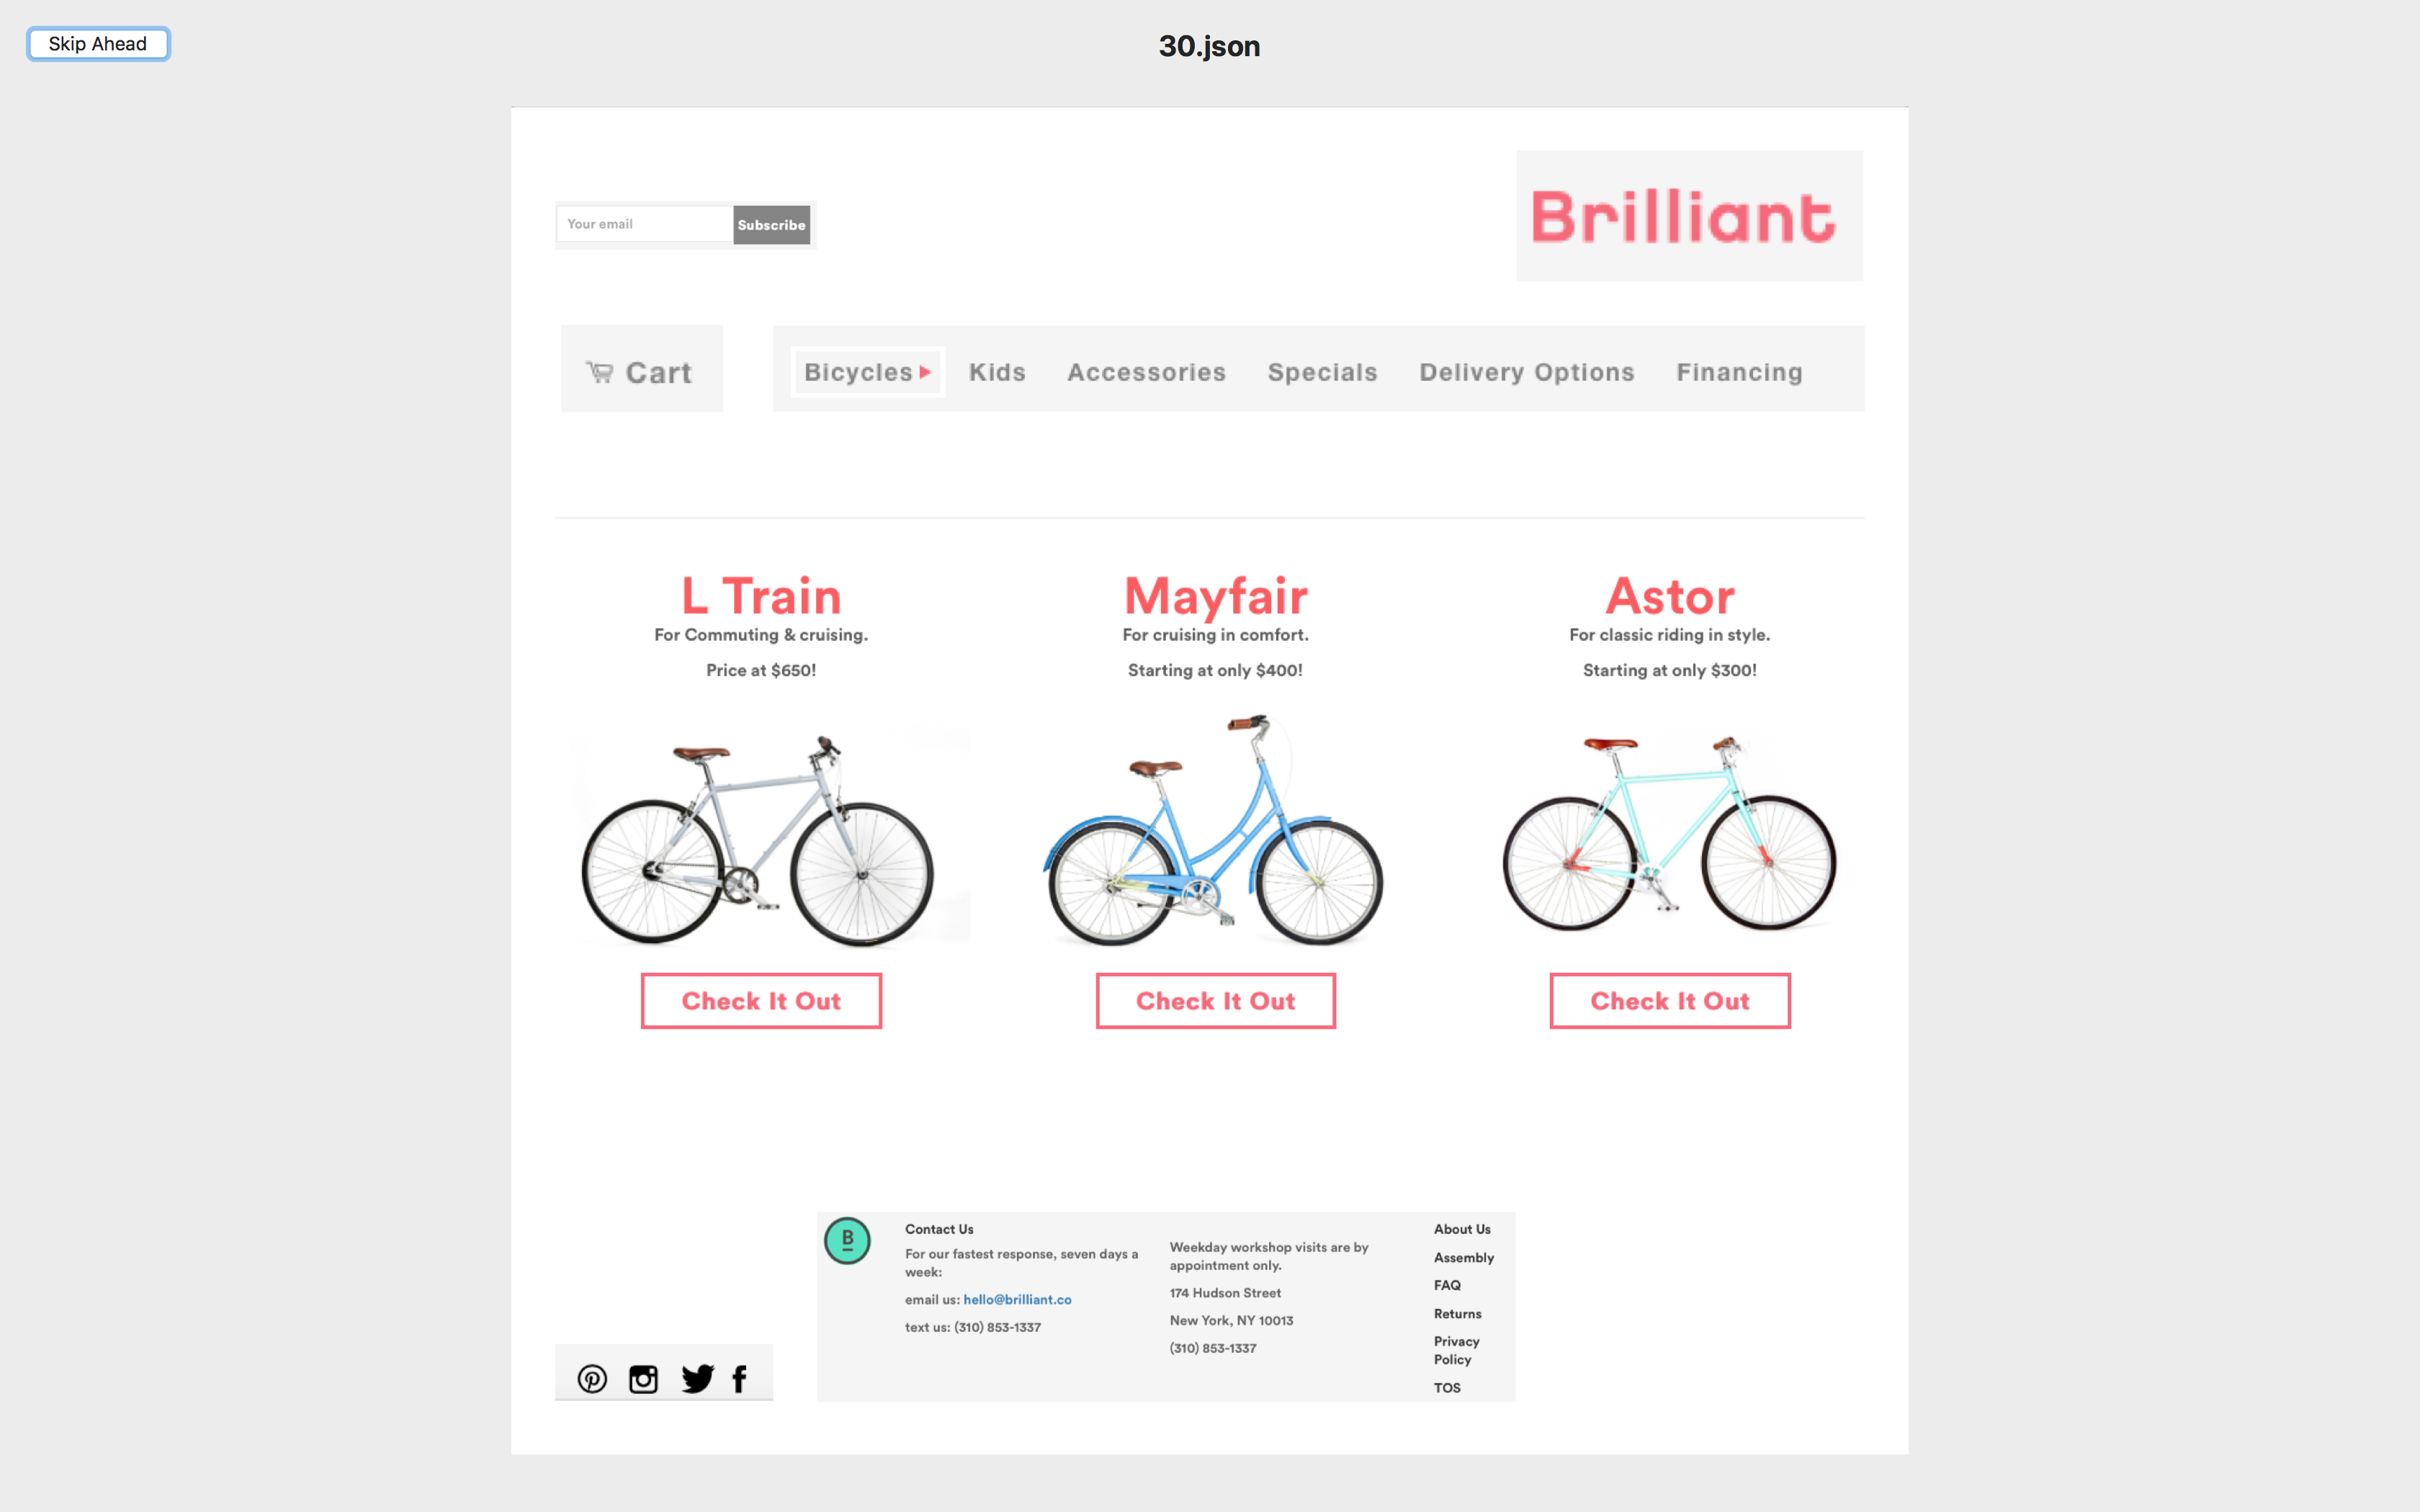 Skip Ahead
30.json
Your email
Subscribe
Brilliant
Cart
Bicycles Kids Accessories Specials Delivery Options Financing
L Train
For Commuting & cruising.
Price at $650!
Check It Out
Mayfair
For cruising in comfort.
Starting at only $400!
Check It Out
Astor
For classic riding in style.
Starting at only $300!
Check It Out
B
Contact Us
For our fastest response, seven days a
week:
email us: hello@brilliant.co
text us: (310) 853-1337
Weekday workshop visits are by
appointment only.
174 Hudson Street
New York, NY 10013
(310) 853-1337
About Us
Assembly
FAQ
Returns
Privacy
Policy
TOS